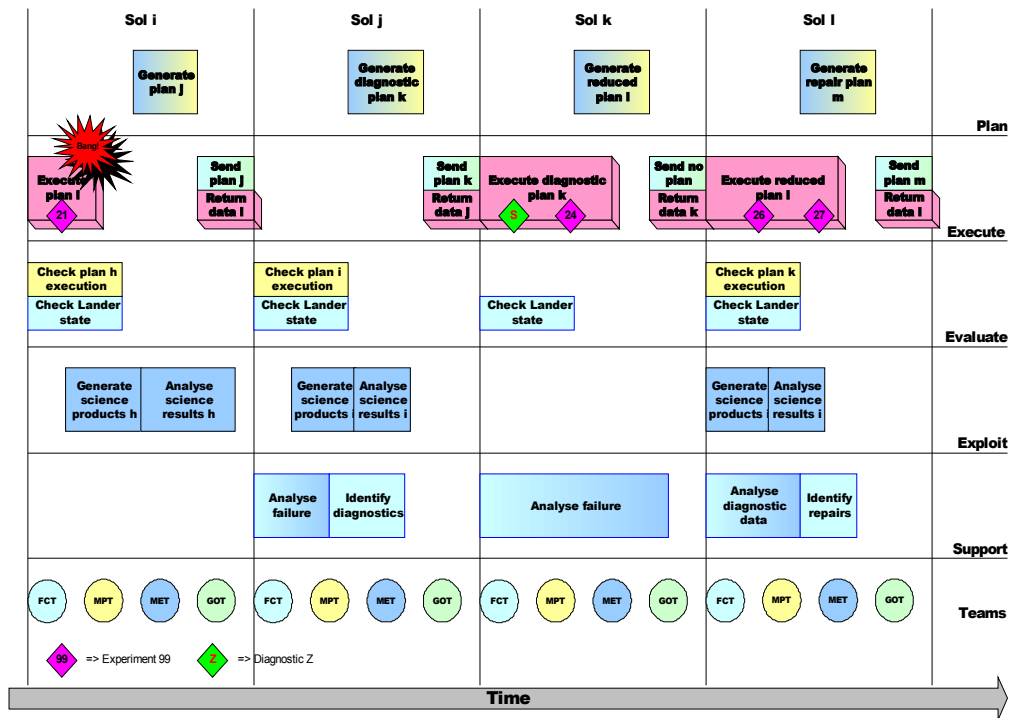 Sol i
Sol j
Sol k
Sol l
Generate
plan j
Generate
diagnostic
plan k
Generate
reduced
plan l
Generate
repair plan
m
Plan
Bang!
Execute
plan i
21
Send
plan j
Return
data i
Send
plan k
Return
data j
Execute diagnostic
plan k
S
24
Send no
plan
Return
data k
Execute reduced
plan l
26
27
Send
plan m
Return
data l
Execute
Check plan h
execution
Check Lander
state
Check plan i
execution
Check Lander
state
Check Lander
state
Check plan k
execution
Check Lander
state
Evaluate
Generate
science
products h
Analyse
science
results h
Generate
science
products i
Analyse
science
results i
Generate
science
products i
Analyse
science
results i
Exploit
Analyse
failure
Identify
diagnostics
Analyse failure
Analyse
diagnostic
data
Identify
repairs
Support
FCT
MPT
MET
GOT
FCT
MPT
MET
GOT
FCT
MPT
MET
GOT
FCT
MPT
MET
GOT
Teams
99
=> Experiment 99
Z
=> Diagnostic Z
Time